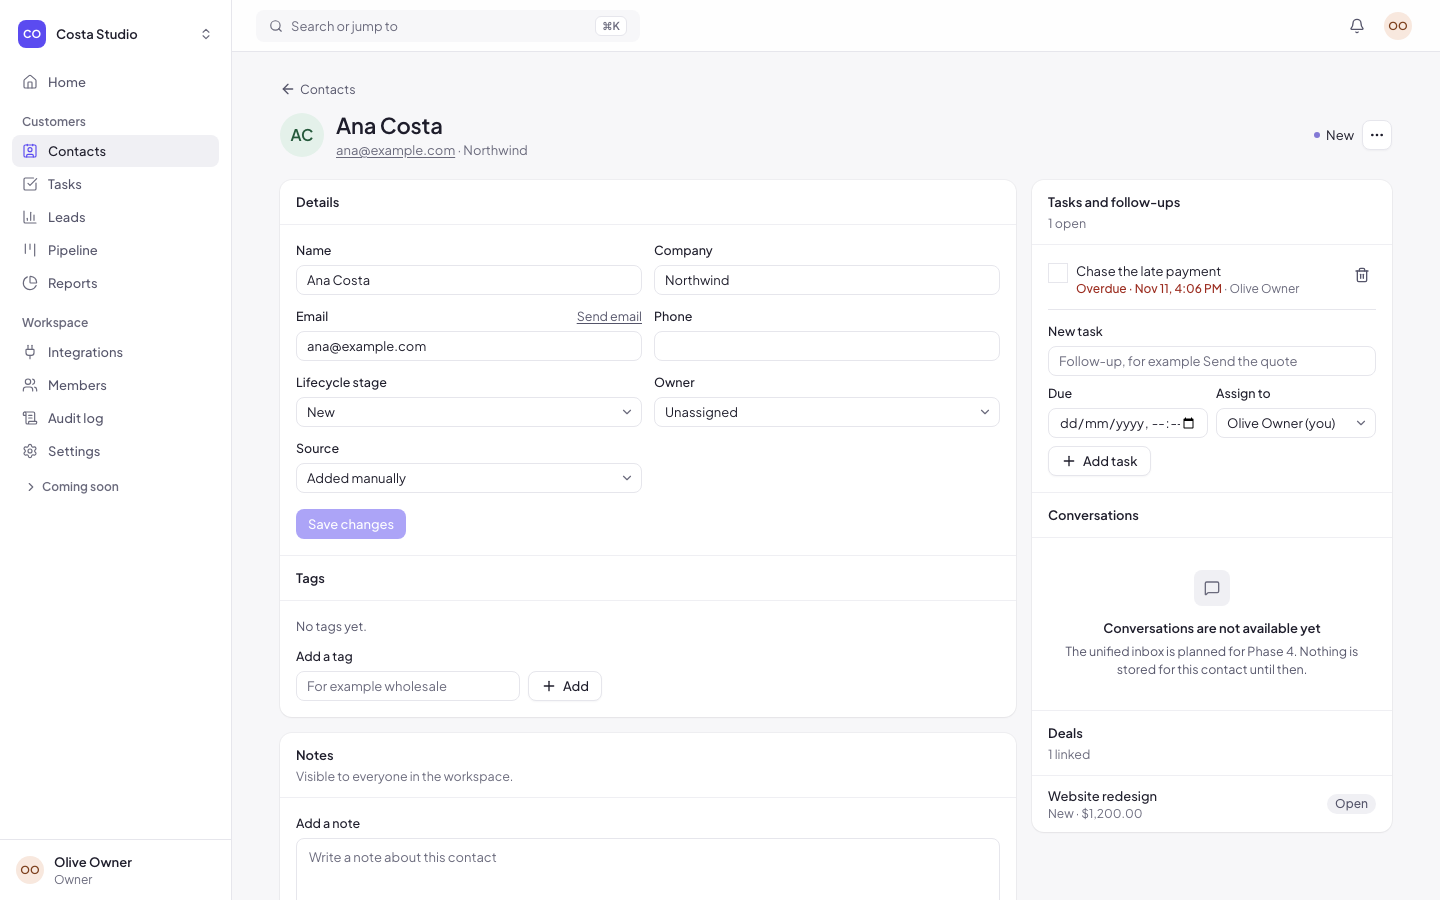 CO Costa Studio
Search or jump to ⌘K
OO
Home
Customers
Contacts
Tasks
Leads
Pipeline
Reports
Workspace
Integrations
Members
Audit log
Settings
Coming soon
OO Olive Owner
Owner
Contacts
AC Ana Costa
ana@example.com · Northwind
New
Details
Name
Ana Costa
Company
Northwind
Email Send email
ana@example.com
Phone
Lifecycle stage
New
Owner
Unassigned
Source
Added manually
Save changes
Tags
No tags yet.
Add a tag
For example wholesale
Add
Notes
Visible to everyone in the workspace.
Add a note
Write a note about this contact
Tasks and follow-ups
1 open
Chase the late payment
Overdue · Nov 11, 4:06 PM · Olive Owner
New task
Follow-up, for example Send the quote
Due
dd/mm/yyyy, --:--
Assign to
Olive Owner (you)
Add task
Conversations
Conversations are not available yet
The unified inbox is planned for Phase 4. Nothing is
stored for this contact until then.
Deals
1 linked
Website redesign
New · $1,200.00
Open